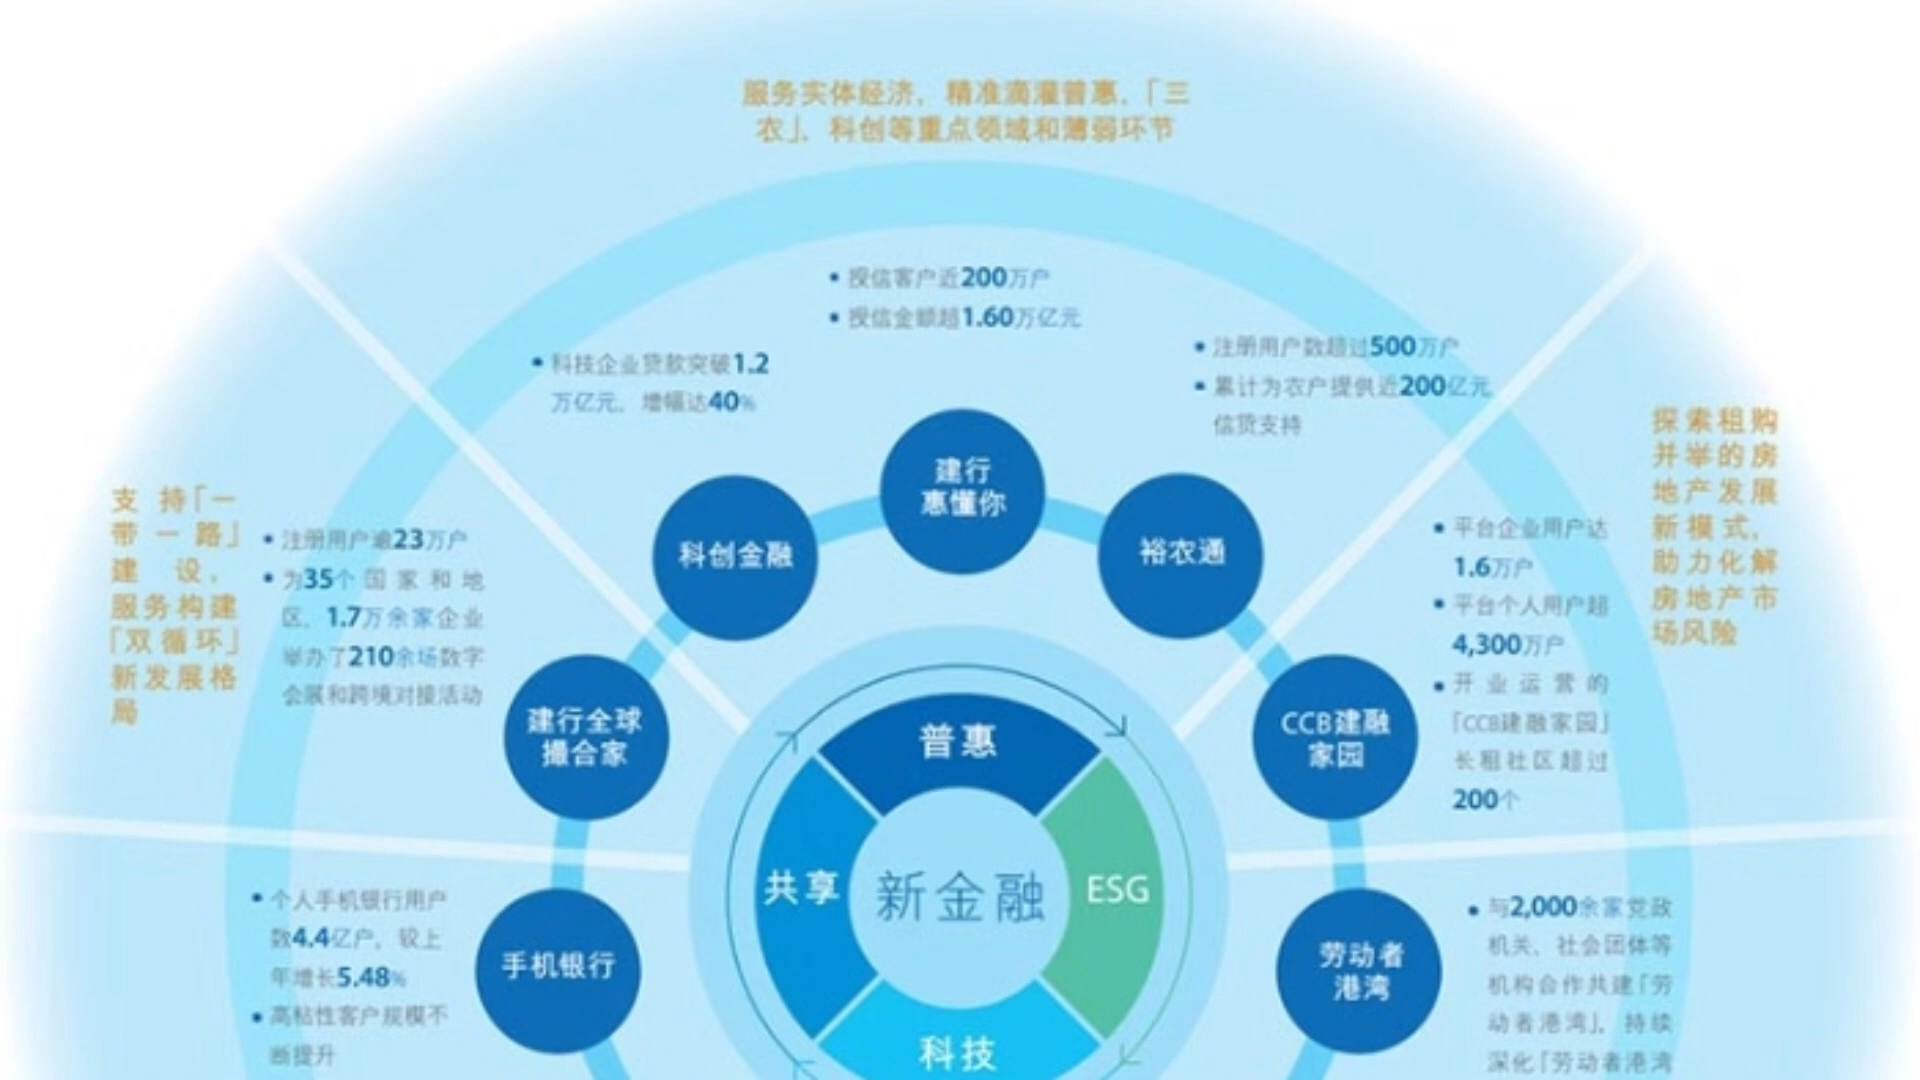 服务实体经济，精准滴灌普惠、「三
农」、科创等重点领域和薄弱环节
• 授信客户近200万户
• 授信金额超1.60万亿元
• 科技企业贷款突破1.2
万亿元，增幅达40%
• 注册用户数超过500万户
• 累计为农户提供近200亿元
信贷支持
建行
惠懂你
科创金融
裕农通
支持「一
带一路」
建设，
服务构建
「双循环」
新发展格
局
• 注册用户逾23万户
• 为35个国家和地
区、1.7万余家企业
举办了210余场数字
会展和跨境对接活动
建行全球
撮合家
探索租购
并举的房
地产发展
新模式，
助力化解
房地产市
场风险
• 平台企业用户达
1.6万户
• 平台个人用户超
4,300万户
• 开业运营的
「CCB建融家园」
长租社区超过
200个
CCB建融
家园
普惠
共享
新金融
ESG
科技
• 个人手机银行用户
数4.4亿户，较上
年增长5.48%
• 高粘性客户规模不
断提升
手机银行
劳动者
港湾
• 与2,000余家党政
机关、社会团体等
机构合作共建「劳
动者港湾」，持续
深化「劳动者港湾